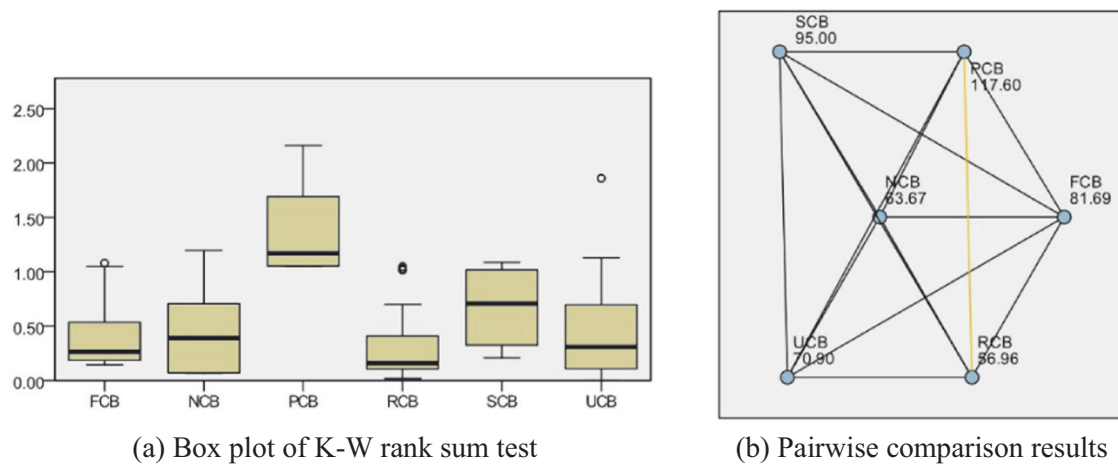 2.50
2.00
1.50
1.00
0.50
0.00
FCB NCB PCB RCB SCB UCB
(a) Box plot of K-W rank sum test
SCB
95.00
PCB
117.60
NCB
63.67
FCB
81.69
UCB
70.90
RCB
56.96
(b) Pairwise comparison results